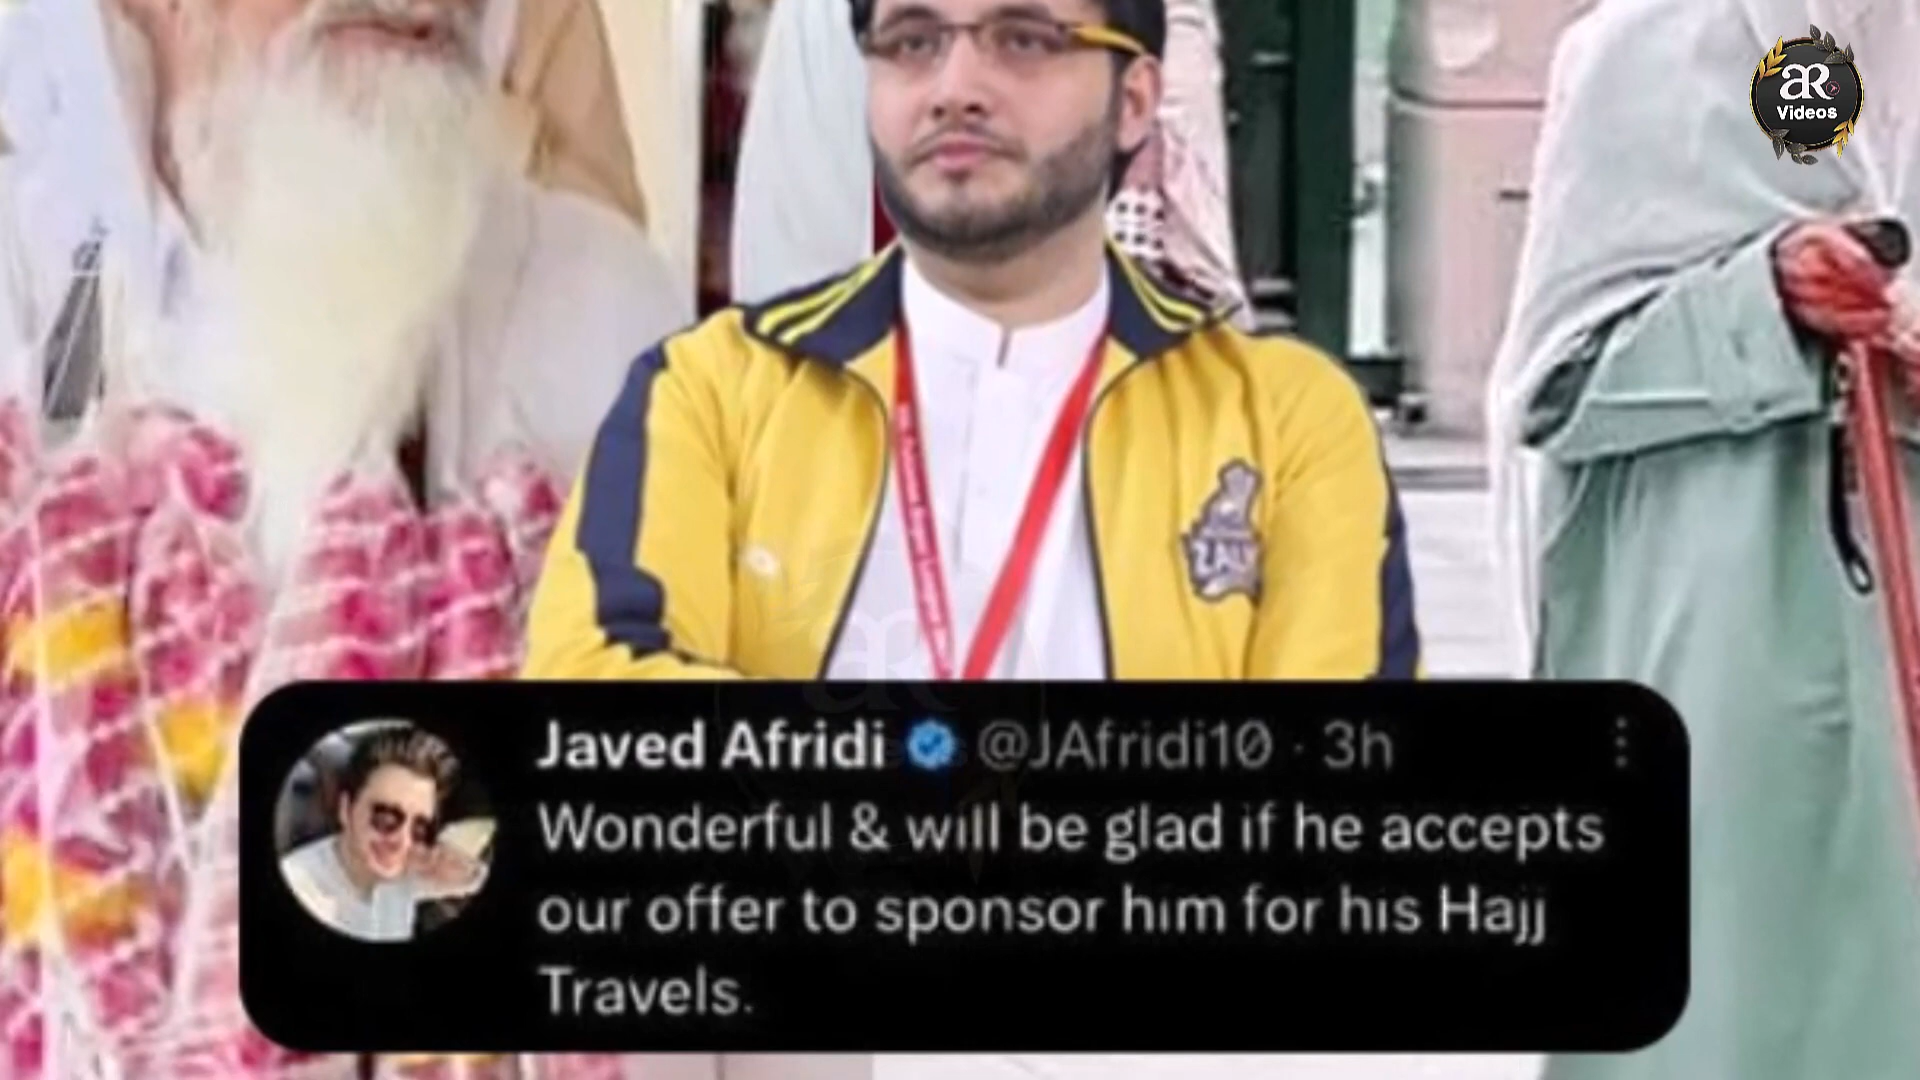 aR
Videos
ZALMI
Javed Afridi @JAfridi10 · 3h
Wonderful & will be glad if he accepts
our offer to sponsor him for his Hajj
Travels.